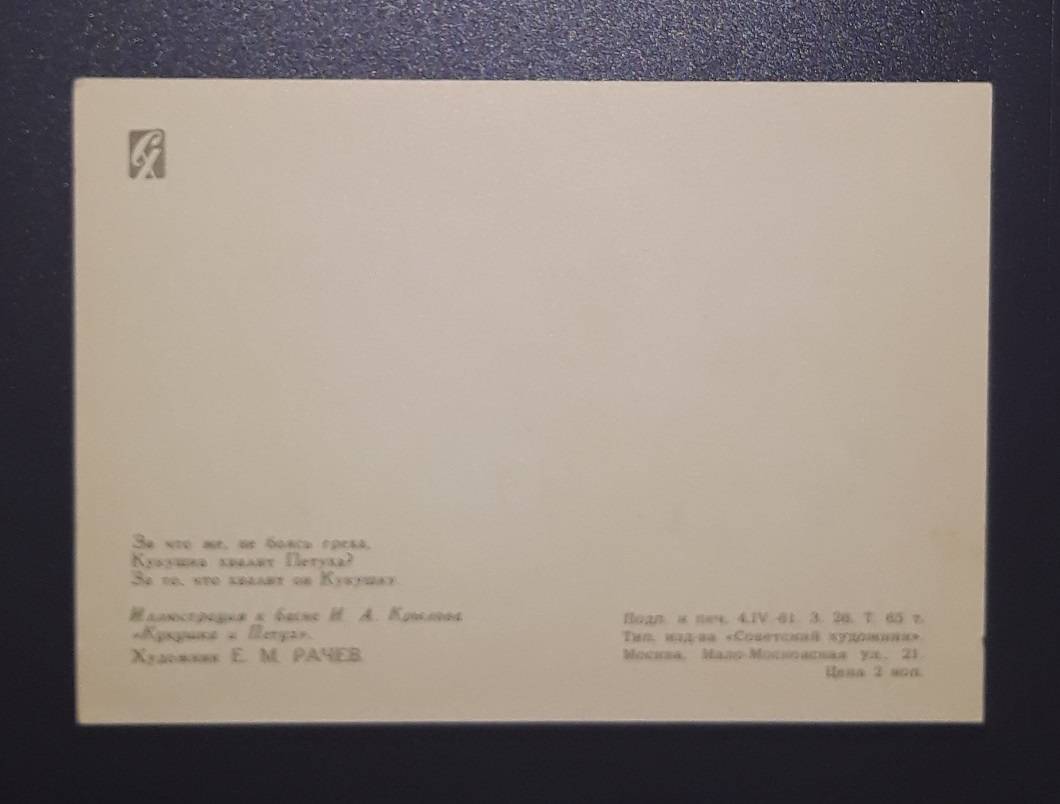 СХ
За что же, не боясь греха,
Кукушка хвалит Петуха?
За то, что хвалит он Кукушку.
Иллюстрация к басне И. А. Крылова
«Кукушка и Петух».
Художник Е. М. РАЧЕВ
Подп. к печ. 4.IV-61. З. 26. Т. 65 т.
Тип. изд-ва «Советский художник».
Москва, Мало-Московская ул., 21.
Цена 2 коп.